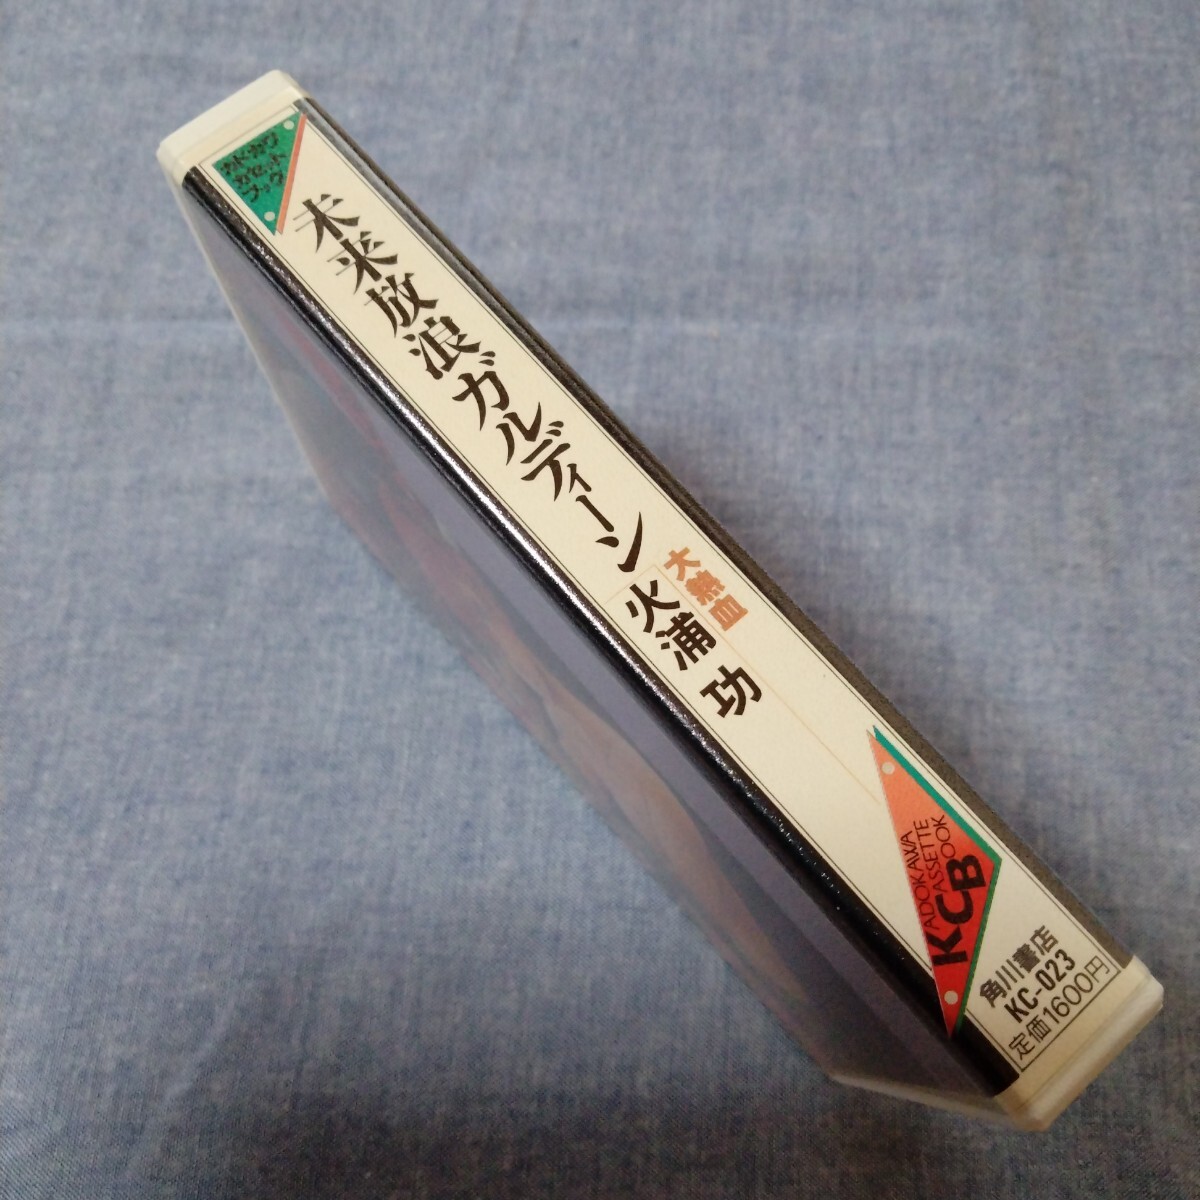 カドカワ
カセット
ブック
未来放浪ガルディーン
大熱血
火浦 功
KADOKAWA
CASSETTE
BOOK
KCB
角川書店
KC-023
定価1600円